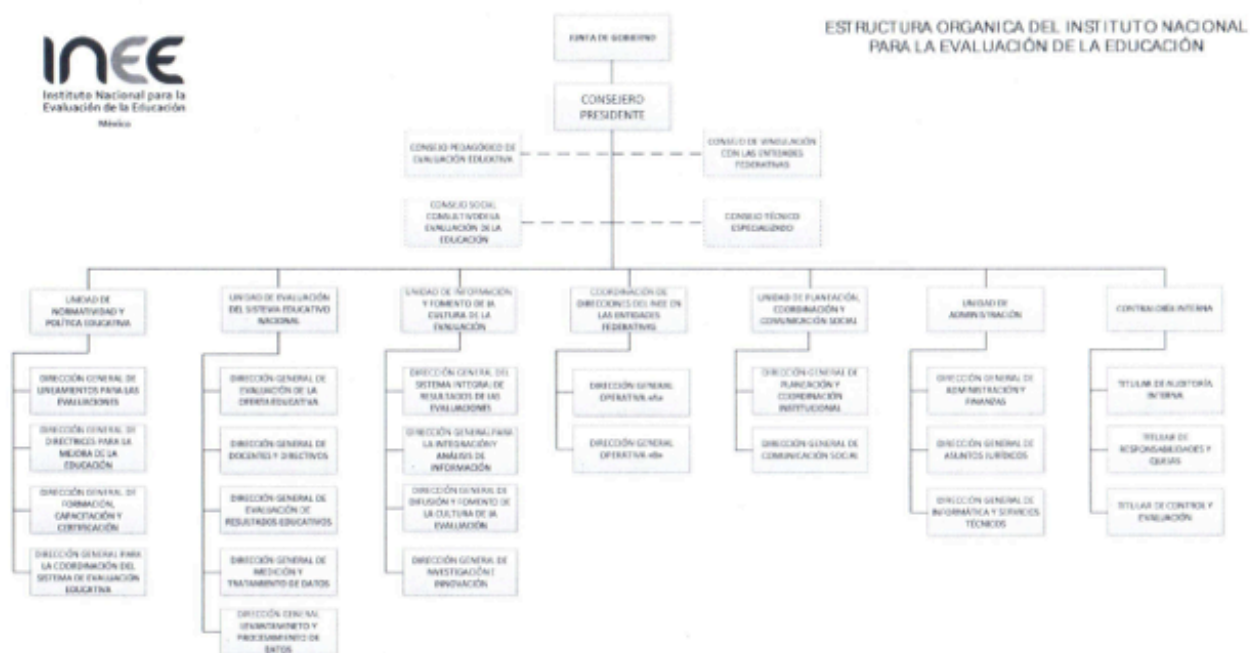 INEE
Instituto Nacional para la
Evaluación de la Educación
México
ESTRUCTURA ORGANICA DEL INSTITUTO NACIONAL
PARA LA EVALUACIÓN DE LA EDUCACIÓN
JUNTA DE GOBIERNO
CONSEJERO
PRESIDENTE
CONSEJO PEDAGÓGICO DE
EVALUACIÓN EDUCATIVA
CONSEJO DE VINCULACIÓN
CON LAS ENTIDADES
FEDERATIVAS
CONSEJO SOCIAL
CONSULTIVO DE LA
EVALUACIÓN DE LA
EDUCACIÓN
CONSEJO TÉCNICO
ESPECIALIZADO
UNIDAD DE
NORMATIVIDAD Y
POLÍTICA EDUCATIVA
DIRECCIÓN GENERAL DE
LINEAMIENTOS PARA LAS
EVALUACIONES
DIRECCIÓN GENERAL DE
DIRECTRICES PARA LA
MEJORA DE LA
EDUCACIÓN
DIRECCIÓN GENERAL DE
FORMACIÓN,
CAPACITACIÓN Y
CERTIFICACIÓN
DIRECCIÓN GENERAL PARA
LA COORDINACIÓN DEL
SISTEMA DE EVALUACIÓN
EDUCATIVA
UNIDAD DE EVALUACIÓN
DEL SISTEMA EDUCATIVO
NACIONAL
DIRECCIÓN GENERAL DE
EVALUACIÓN DE LA
OFERTA EDUCATIVA
DIRECCIÓN GENERAL DE
DOCENTES Y DIRECTIVOS
DIRECCIÓN GENERAL DE
EVALUACIÓN DE
RESULTADOS EDUCATIVOS
DIRECCIÓN GENERAL DE
MEDICIÓN Y
TRATAMIENTO DE DATOS
DIRECCIÓN GENERAL
LEVANTAMINETO Y
PROCESAMIENTO DE
DATOS
UNIDAD DE INFORMACIÓN
Y FOMENTO DE LA
CULTURA DE LA
EVALUACIÓN
DIRECCIÓN GENERAL DEL
SISTEMA INTEGRAL DE
RESULTADOS DE LAS
EVALUACIONES
DIRECCIÓN GENERAL PARA
LA INTEGRACIÓN Y
ANÁLISIS DE
INFORMACIÓN
DIRECCIÓN GENERAL DE
DIFUSIÓN Y FOMENTO DE
LA CULTURA DE LA
EVALUACIÓN
DIRECCIÓN GENERAL DE
INVESTIGACIÓN E
INNOVACIÓN
COORDINACIÓN DE
DIRECCIONES DEL INEE EN
LAS ENTIDADES
FEDERATIVAS
DIRECCIÓN GENERAL
OPERATIVA «A»
DIRECCIÓN GENERAL
OPERATIVA «B»
UNIDAD DE PLANEACIÓN,
COORDINACIÓN Y
COMUNICACIÓN SOCIAL
DIRECCIÓN GENERAL DE
PLANEACIÓN Y
COORDINACIÓN
INSTITUCIONAL
DIRECCIÓN GENERAL DE
COMUNICACIÓN SOCIAL
UNIDAD DE
ADMINISTRACIÓN
DIRECCIÓN GENERAL DE
ADMINISTRACIÓN Y
FINANZAS
DIRECCIÓN GENERAL DE
ASUNTOS JURÍDICOS
DIRECCIÓN GENERAL DE
INFORMÁTICA Y SERVICIOS
TÉCNICOS
CONTRALORÍA INTERNA
TITULAR DE AUDITORÍA
INTERNA
TITULAR DE
RESPONSABILIDADES Y
QUEJAS
TITULAR DE CONTROL Y
EVALUACIÓN